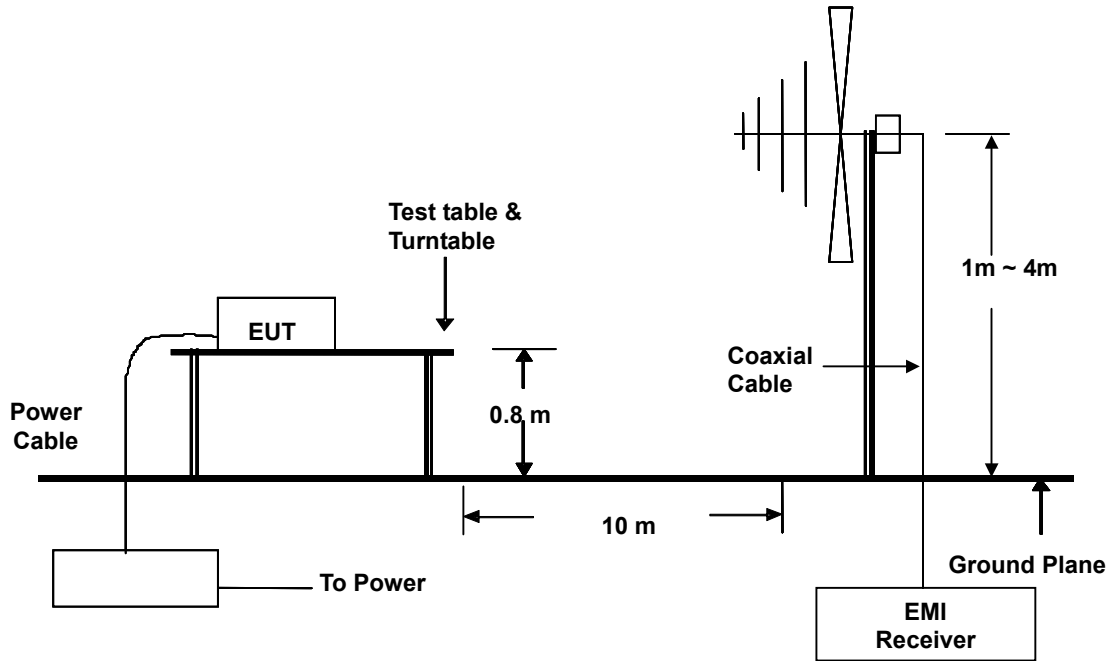 Test table &
Turntable
1m ~ 4m
EUT
Coaxial
Cable
0.8 m
Power
Cable
10 m
Ground Plane
To Power
EMI
Receiver